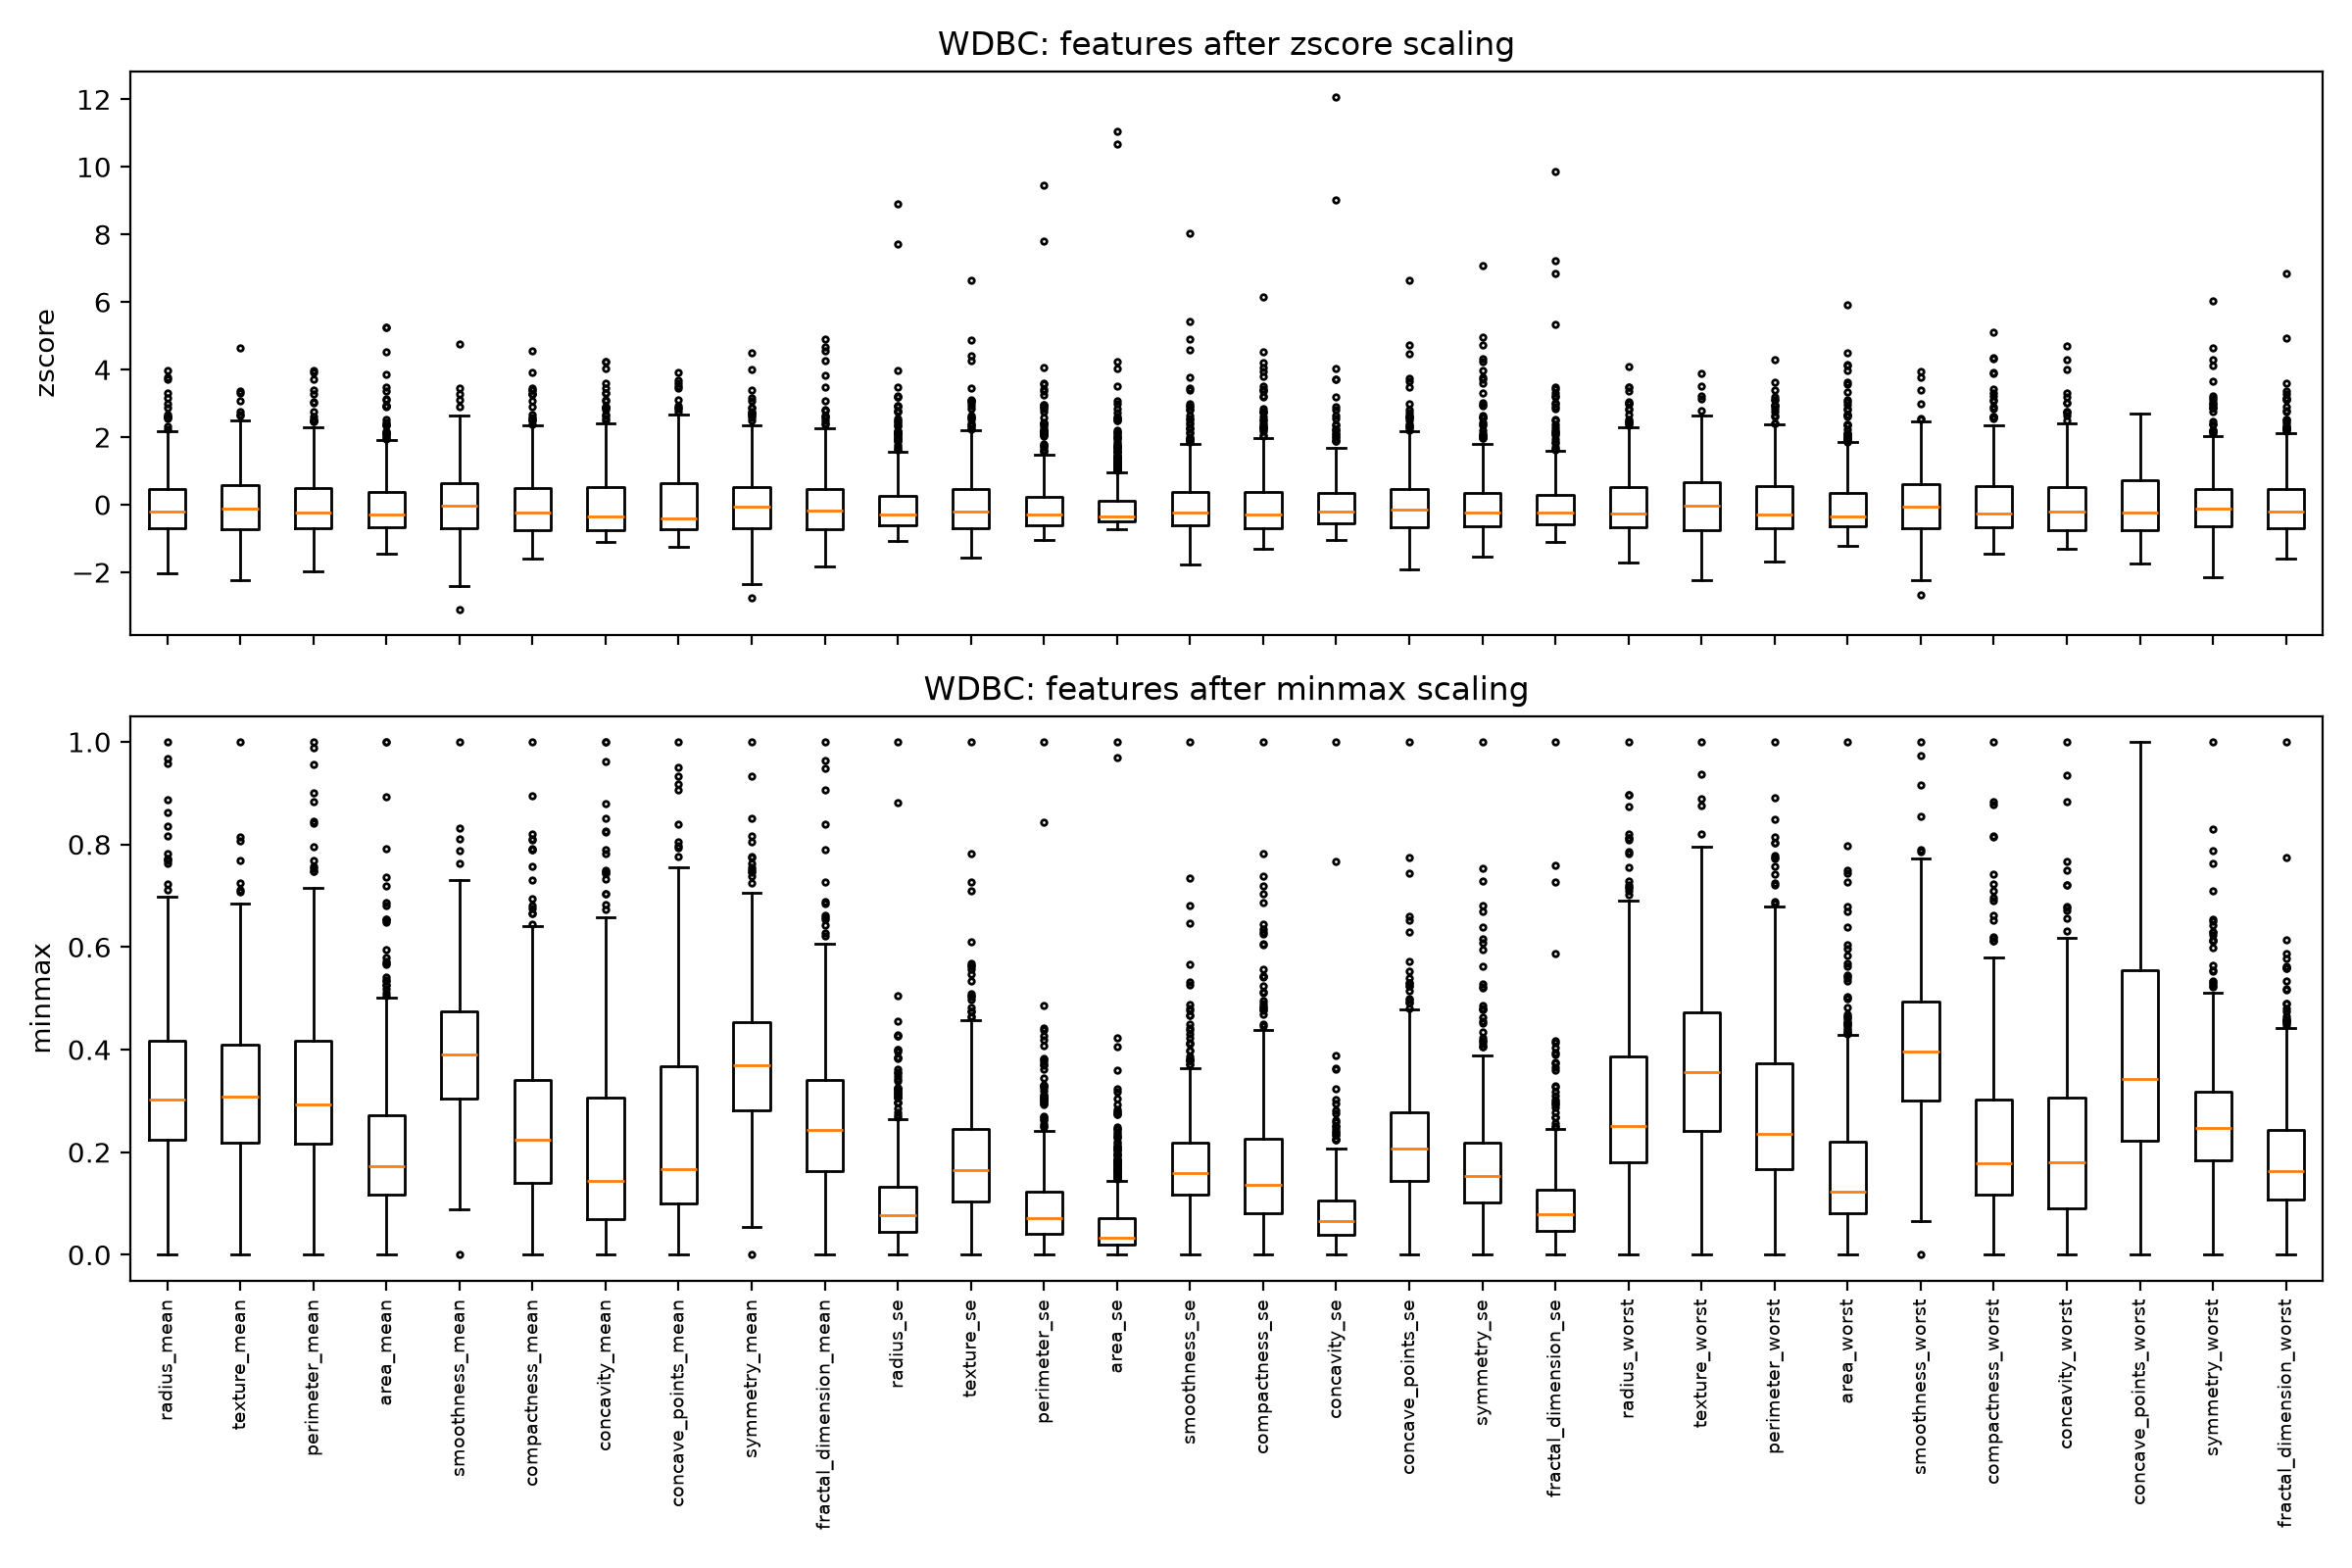 WDBC: features after zscore scaling
zscore
12
10
8
6
4
2
0
−2
WDBC: features after minmax scaling
minmax
1.0
0.8
0.6
0.4
0.2
0.0
radius_mean
texture_mean
perimeter_mean
area_mean
smoothness_mean
compactness_mean
concavity_mean
concave_points_mean
symmetry_mean
fractal_dimension_mean
radius_se
texture_se
perimeter_se
area_se
smoothness_se
compactness_se
concavity_se
concave_points_se
symmetry_se
fractal_dimension_se
radius_worst
texture_worst
perimeter_worst
area_worst
smoothness_worst
compactness_worst
concavity_worst
concave_points_worst
symmetry_worst
fractal_dimension_worst